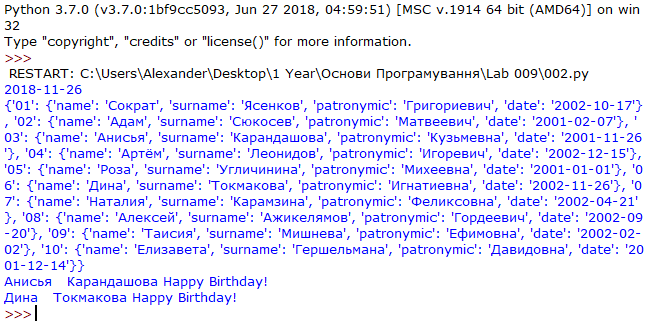 Python 3.7.0 (v3.7.0:1bf9cc5093, Jun 27 2018, 04:59:51) [MSC v.1914 64 bit (AMD64)] on win
32
Type "copyright", "credits" or "license()" for more information.
>>>
RESTART: C:\Users\Alexander\Desktop\1 Year\Основи Програмування\Lab 009\002.py
2018-11-26
{'01': {'name': 'Сократ', 'surname': 'Ясенков', 'patronymic': 'Григориевич', 'date': '2002-10-17'}
, '02': {'name': 'Адам', 'surname': 'Сюкосев', 'patronymic': 'Матвеевич', 'date': '2001-02-07'}, '
03': {'name': 'Анисья', 'surname': 'Карандашова', 'patronymic': 'Кузьмевна', 'date': '2001-11-26
'}, '04': {'name': 'Артём', 'surname': 'Леонидов', 'patronymic': 'Игоревич', 'date': '2002-12-15'},
'05': {'name': 'Роза', 'surname': 'Угличинина', 'patronymic': 'Михеевна', 'date': '2001-01-01'}, '0
6': {'name': 'Дина', 'surname': 'Токмакова', 'patronymic': 'Игнатиевна', 'date': '2002-11-26'}, '0
7': {'name': 'Наталия', 'surname': 'Карамзина', 'patronymic': 'Феликсовна', 'date': '2002-04-21'
}, '08': {'name': 'Алексей', 'surname': 'Ажикелямов', 'patronymic': 'Гордеевич', 'date': '2002-09
-20'}, '09': {'name': 'Таисия', 'surname': 'Мишнева', 'patronymic': 'Ефимовна', 'date': '2002-02-
02'}, '10': {'name': 'Елизавета', 'surname': 'Гершельмана', 'patronymic': 'Давидовна', 'date': '20
01-12-14'}}
Анисья Карандашова Happy Birthday!
Дина Токмакова Happy Birthday!
>>>